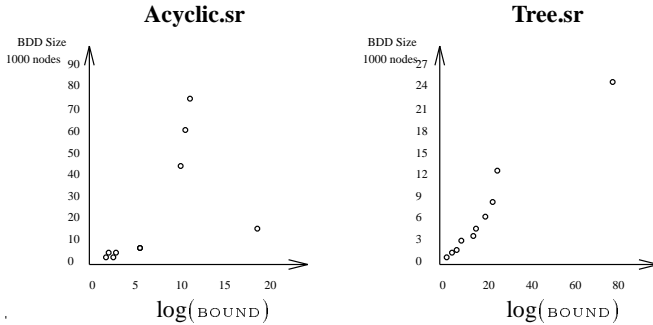 Acyclic.sr
BDD Size
1000 nodes
90
80
70
60
50
40
30
20
10
0
0 5 10 15 20
log(BOUND)
Tree.sr
BDD Size
1000 nodes
27
24
21
18
15
12
9
6
3
0
0 20 40 60 80
log(BOUND)